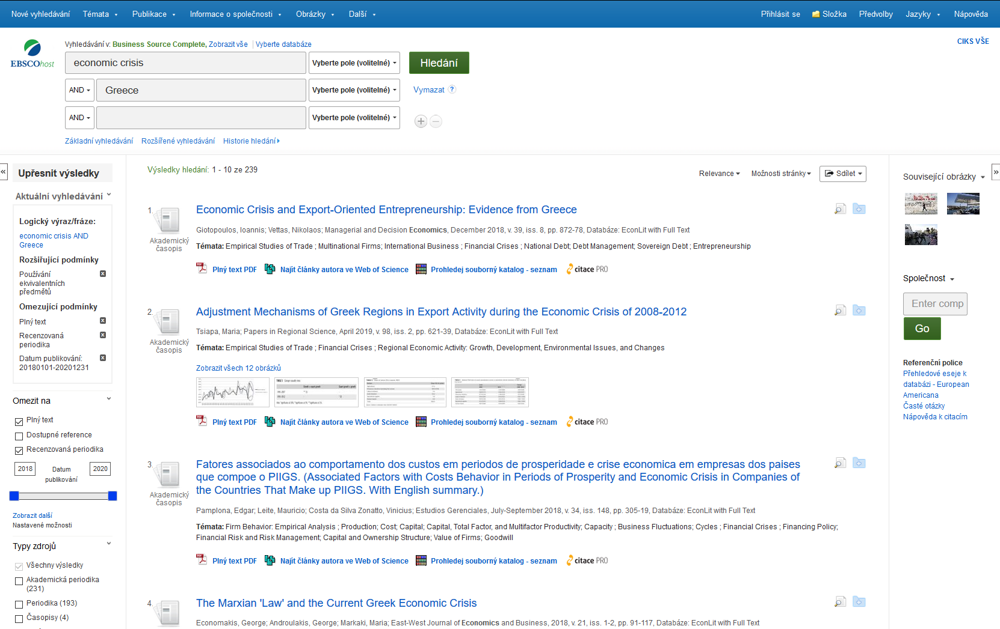 Nové vyhledávání Témata Publikace Informace o společnosti Obrázky Další Přihlásit se Složka Předvolby Jazyky Nápověda
EBSCOhost
Vyhledávání v: Business Source Complete, Zobrazit vše Vyberte databáze
CIKS VŠE
economic crisis Vyberte pole (volitelné) Hledání
AND Greece Vyberte pole (volitelné) Vymazat ?
AND Vyberte pole (volitelné)
Základní vyhledávání Rozšířené vyhledávání Historie hledání
« Upřesnit výsledky
Aktuální vyhledávání
Logický výraz/fráze:
economic crisis AND
Greece
Rozšiřující podmínky
Používání
ekvivalentních
předmětů
Omezující podmínky
Plný text
Recenzovaná
periodika
Datum publikování:
20180101-20201231
Omezit na
Plný text
Dostupné reference
Recenzovaná periodika
2018 Datum 2020
publikování
Zobrazit další
Nastavené možnosti
Typy zdrojů
Všechny výsledky
Akademická periodika
(231)
Periodika (193)
Časopisy (4)
Výsledky hledání: 1 - 10 ze 239
Relevance Možnosti stránky Sdílet
1. Economic Crisis and Export-Oriented Entrepreneurship: Evidence from Greece
Akademický
časopis
Giotopoulos, Ioannis; Vettas, Nikolaos; Managerial and Decision Economics, December 2018, v. 39, iss. 8, pp. 872-78, Databáze: EconLit with Full Text
Témata: Empirical Studies of Trade ; Multinational Firms; International Business ; Financial Crises ; National Debt; Debt Management; Sovereign Debt ; Entrepreneurship
Plný text PDF Najít články autora ve Web of Science Prohledej souborný katalog - seznam citace PRO
2. Adjustment Mechanisms of Greek Regions in Export Activity during the Economic Crisis of 2008-2012
Akademický
časopis
Tsiapa, Maria; Papers in Regional Science, April 2019, v. 98, iss. 2, pp. 621-39, Databáze: EconLit with Full Text
Témata: Empirical Studies of Trade ; Financial Crises ; Regional Economic Activity: Growth, Development, Environmental Issues, and Changes
Zobrazit všech 12 obrázků
Plný text PDF Najít články autora ve Web of Science Prohledej souborný katalog - seznam citace PRO
3. Fatores associados ao comportamento dos custos em periodos de prosperidade e crise economica em empresas dos paises
que compoe o PIIGS. (Associated Factors with Costs Behavior in Periods of Prosperity and Economic Crisis in Companies of
the Countries That Make up PIIGS. With English summary.)
Akademický
časopis
Pamplona, Edgar; Leite, Mauricio; Costa da Silva Zonatto, Vinicius; Estudios Gerenciales, July-September 2018, v. 34, iss. 148, pp. 305-19, Databáze: EconLit with Full Text
Témata: Firm Behavior: Empirical Analysis ; Production; Cost; Capital; Capital, Total Factor, and Multifactor Productivity; Capacity ; Business Fluctuations; Cycles ; Financial Crises ; Financing Policy;
Financial Risk and Risk Management; Capital and Ownership Structure; Value of Firms; Goodwill
Plný text PDF Najít články autora ve Web of Science Prohledej souborný katalog - seznam citace PRO
4. The Marxian 'Law' and the Current Greek Economic Crisis
Economakis, George; Androulakis, George; Markaki, Maria; East-West Journal of Economics and Business, 2018, v. 21, iss. 1-2, pp. 91-117, Databáze: EconLit with Full Text
»
Související obrázky
Společnost
Enter comp
Go
Referenční police
Přehledové eseje k
databázi - European
Americana
Časté otázky
Nápověda k citacím